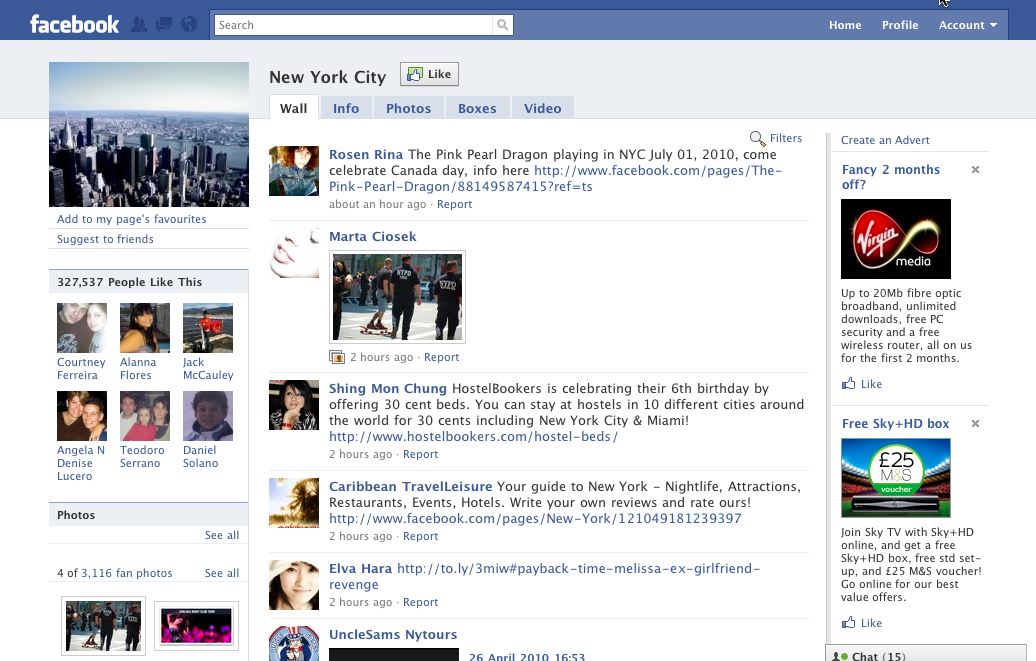 facebook
Search
Home Profile Account
New York City
Like
Wall Info Photos Boxes Video
Add to my page's favourites
Suggest to friends
327,537 People Like This
Courtney Ferreira
Alanna Flores
Jack McCauley
Angela N Denise Lucero
Teodoro Serrano
Daniel Solano
Photos
See all
4 of 3,116 fan photos See all
Filters
Rosen Rina The Pink Pearl Dragon playing in NYC July 01, 2010, come
celebrate Canada day, info here http://www.facebook.com/pages/The-
Pink-Pearl-Dragon/88149587415?ref=ts
about an hour ago · Report
Marta Ciosek
NYPD
NYPD
2 hours ago · Report
Shing Mon Chung HostelBookers is celebrating their 6th birthday by
offering 30 cent beds. You can stay at hostels in 10 different cities around
the world for 30 cents including New York City & Miami!
http://www.hostelbookers.com/hostel-beds/
2 hours ago · Report
Caribbean TravelLeisure Your guide to New York - Nightlife, Attractions,
Restaurants, Events, Hotels. Write your own reviews and rate ours!
http://www.facebook.com/pages/New-York/121049181239397
2 hours ago · Report
Elva Hara http://to.ly/3miw#payback-time-melissa-ex-girlfriend-
revenge
2 hours ago · Report
UncleSams Nytours
26 April 2010 16:53
Create an Advert
Fancy 2 months
off?
Virgin
media
Up to 20Mb fibre optic
broadband, unlimited
downloads, free PC
security and a free
wireless router, all on us
for the first 2 months.
Like
Free Sky+HD box
£25
M&S
voucher
Join Sky TV with Sky+HD
online, and get a free
Sky+HD box, free std set-
up, and £25 M&S voucher!
Go online for our best
value offers.
Like
Chat (15)